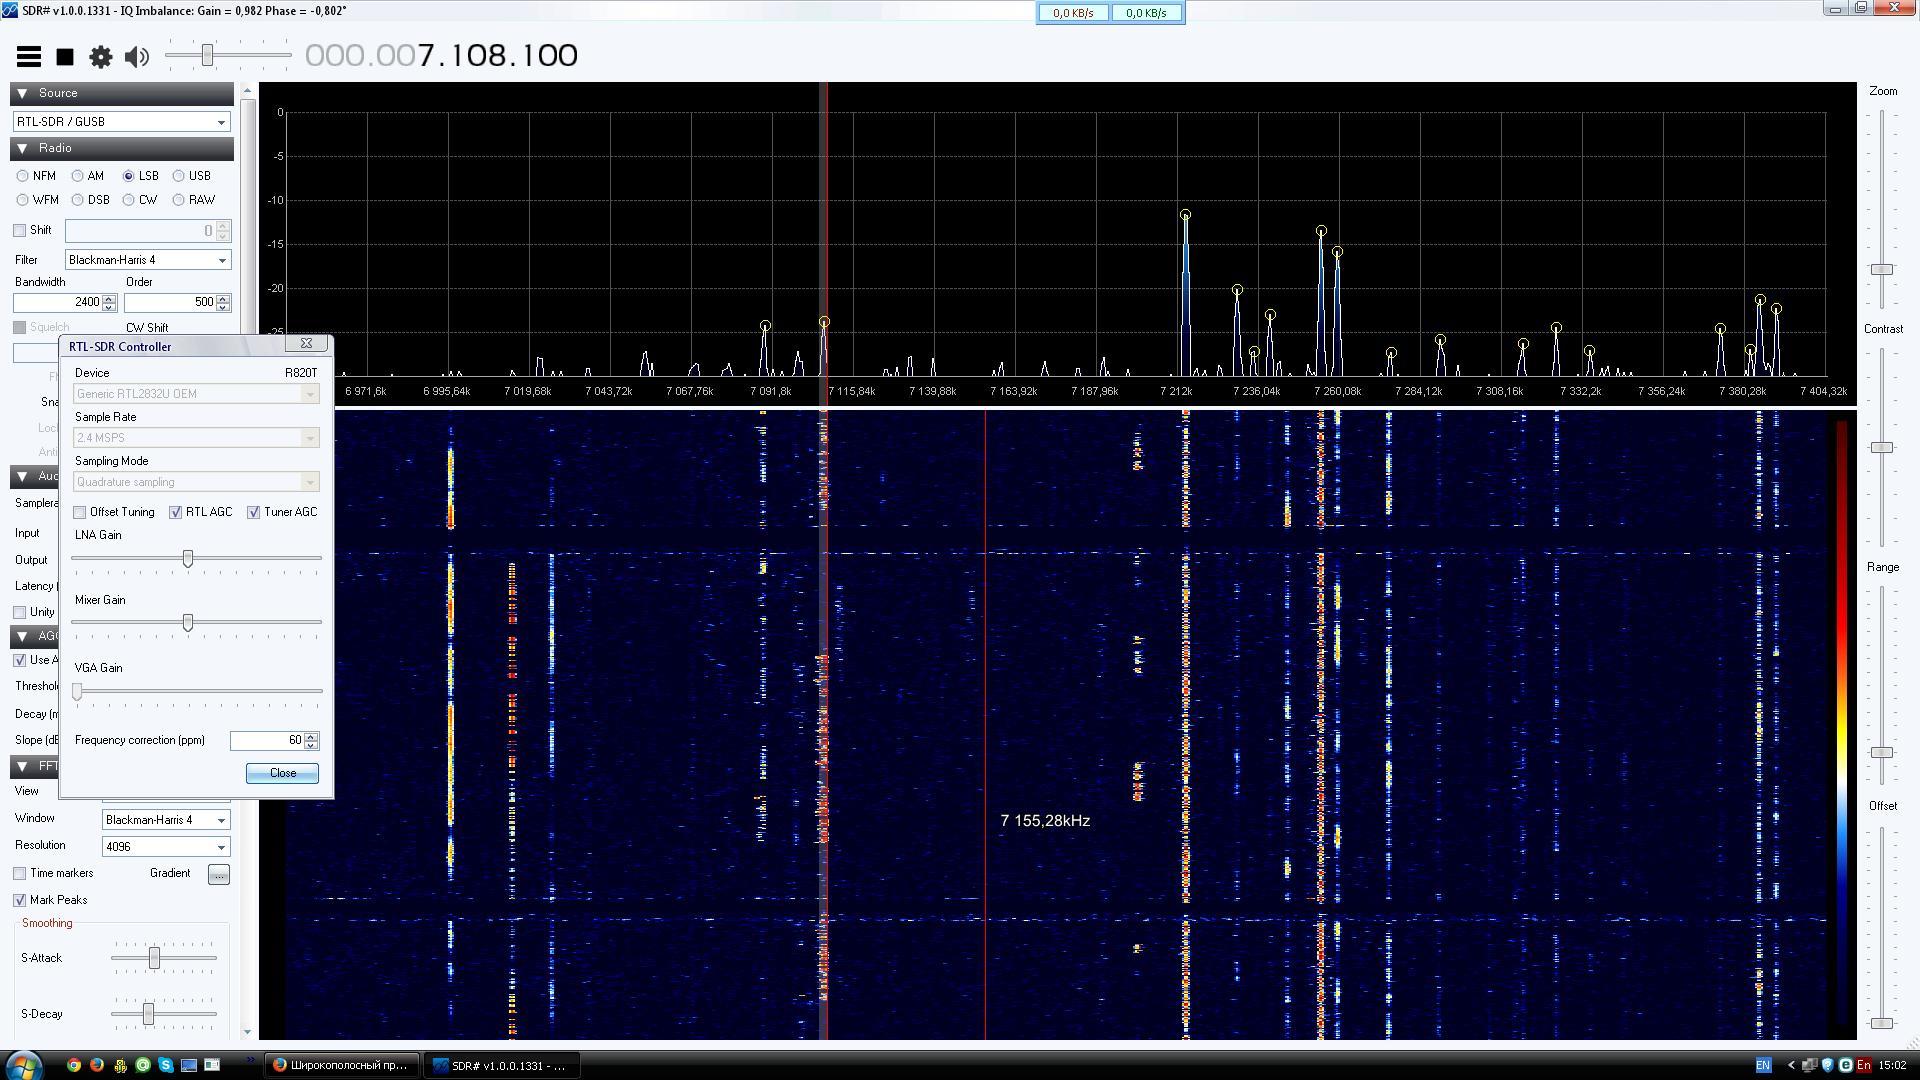 SDR# v1.0.0.1331 - IQ Imbalance: Gain = 0,982 Phase = -0,802°
0,0 KB/s 0,0 KB/s
000.007.108.100
Source
RTL-SDR / GUSB
Radio
NFM AM LSB USB
WFM DSB CW RAW
Shift 0
Filter Blackman-Harris 4
Bandwidth Order
2400 500
Squelch CW Shift
RTL-SDR Controller
Device R820T
Generic RTL2832U OEM
Sample Rate
2.4 MSPS
Sampling Mode
Quadrature sampling
Offset Tuning RTL AGC Tuner AGC
LNA Gain
Mixer Gain
VGA Gain
Frequency correction (ppm) 60
Close
Sna
Lock
Anti
Aud
Samplera
Input
Output
Latency (
Unity
AGC
Use A
Threshold
Decay (m
Slope (dB
FFT
View
Window Blackman-Harris 4
Resolution 4096
Time markers Gradient ...
Mark Peaks
Smoothing
S-Attack
S-Decay
0
-5
-10
-15
-20
-25
6 971,6k 6 995,64k 7 019,68k 7 043,72k 7 067,76k 7 091,8k 7 115,84k 7 139,88k 7 163,92k 7 187,96k 7 212k 7 236,04k 7 260,08k 7 284,12k 7 308,16k 7 332,2k 7 356,24k 7 380,28k 7 404,32k
7 155,28kHz
Zoom
Contrast
Range
Offset
Широкополосный пр...
SDR# v1.0.0.1331 - ...
EN
En
15:02